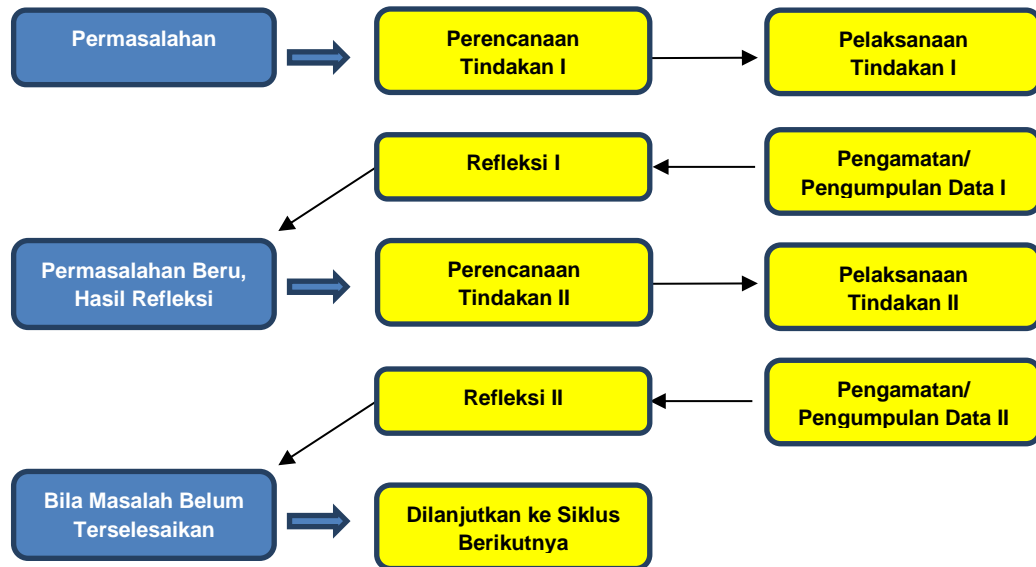 Permasalahan
Perencanaan
Tindakan I
Pelaksanaan
Tindakan I
Refleksi I
Pengamatan/
Pengumpulan Data I
Permasalahan Beru,
Hasil Refleksi
Perencanaan
Tindakan II
Pelaksanaan
Tindakan II
Refleksi II
Pengamatan/
Pengumpulan Data II
Bila Masalah Belum
Terselesaikan
Dilanjutkan ke Siklus
Berikutnya